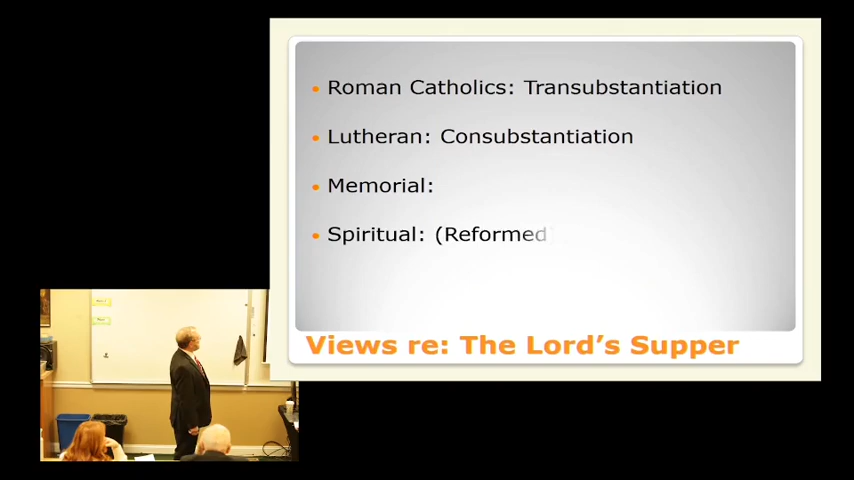 Roman Catholics: Transubstantiation
Lutheran: Consubstantiation
Memorial:
Spiritual: (Reformed)
Views re: The Lord's Supper